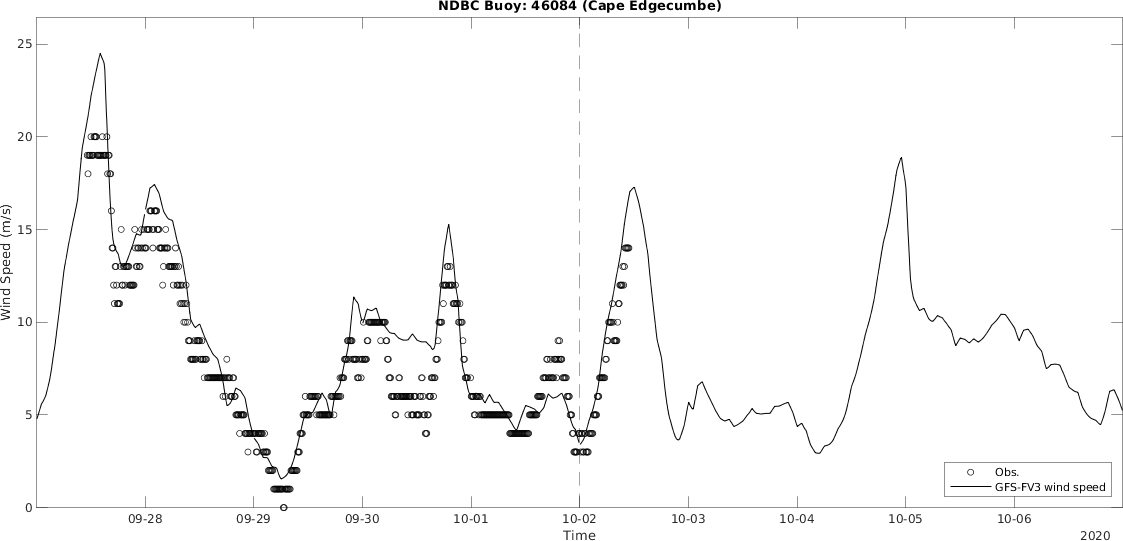 NDBC Buoy: 46084 (Cape Edgecumbe)
Wind Speed (m/s)
25
20
15
10
5
0
Obs.
GFS-FV3 wind speed
09-28 09-29 09-30 10-01 10-02 10-03 10-04 10-05 10-06
Time
2020